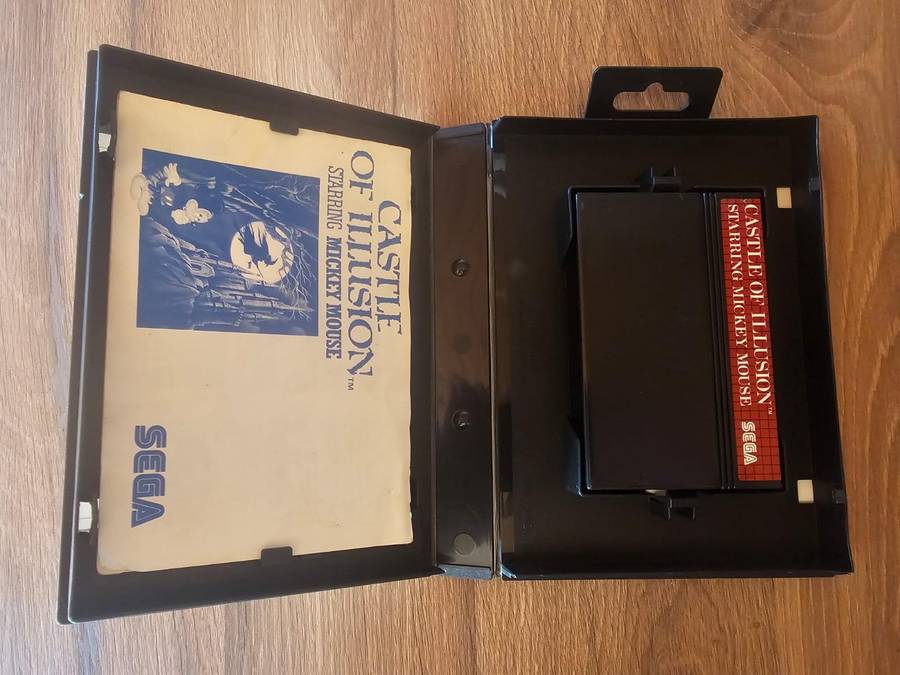 CASTLE
OF ILLUSION™
STARRING MICKEY MOUSE
SEGA
CASTLE OF ILLUSION™
STARRING MICKEY MOUSE
SEGA